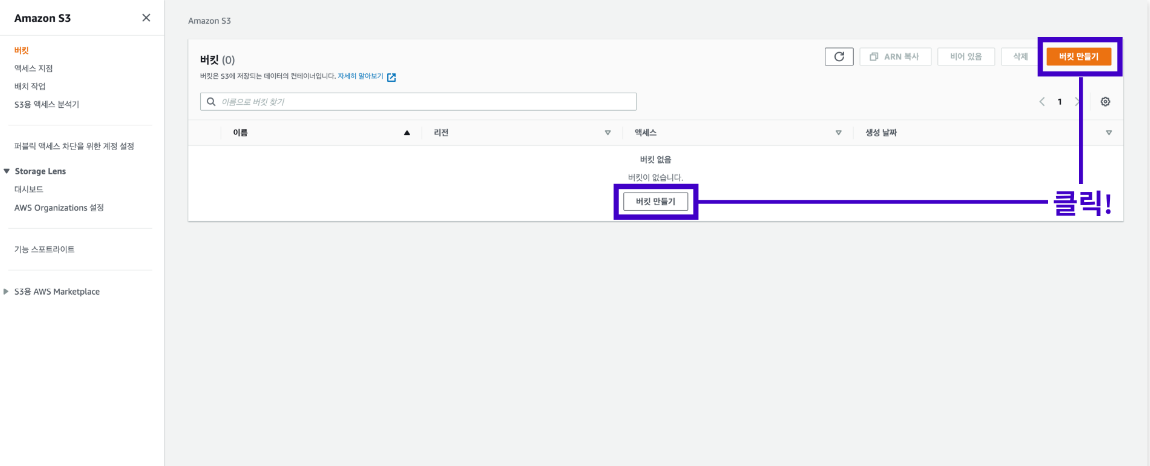 Amazon S3
버킷
액세스 지점
배치 작업
S3용 액세스 분석기
퍼블릭 액세스 차단을 위한 계정 설정
Storage Lens
대시보드
AWS Organizations 설정
기능 스포트라이트
S3용 AWS Marketplace
Amazon S3
버킷 (0)
버킷은 S3에 저장되는 데이터의 컨테이너입니다. 자세히 알아보기
ARN 복사
비어 있음
삭제
버킷 만들기
이름으로 버킷 찾기
1
이름
리전
액세스
생성 날짜
버킷 없음
버킷이 없습니다.
버킷 만들기
클릭!